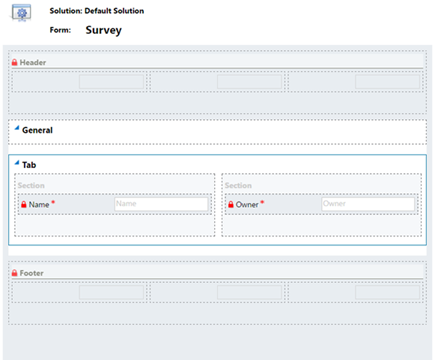 Solution: Default Solution
Form: Survey
Header
General
Tab
Section Section
Name * Name Owner * Owner
Footer